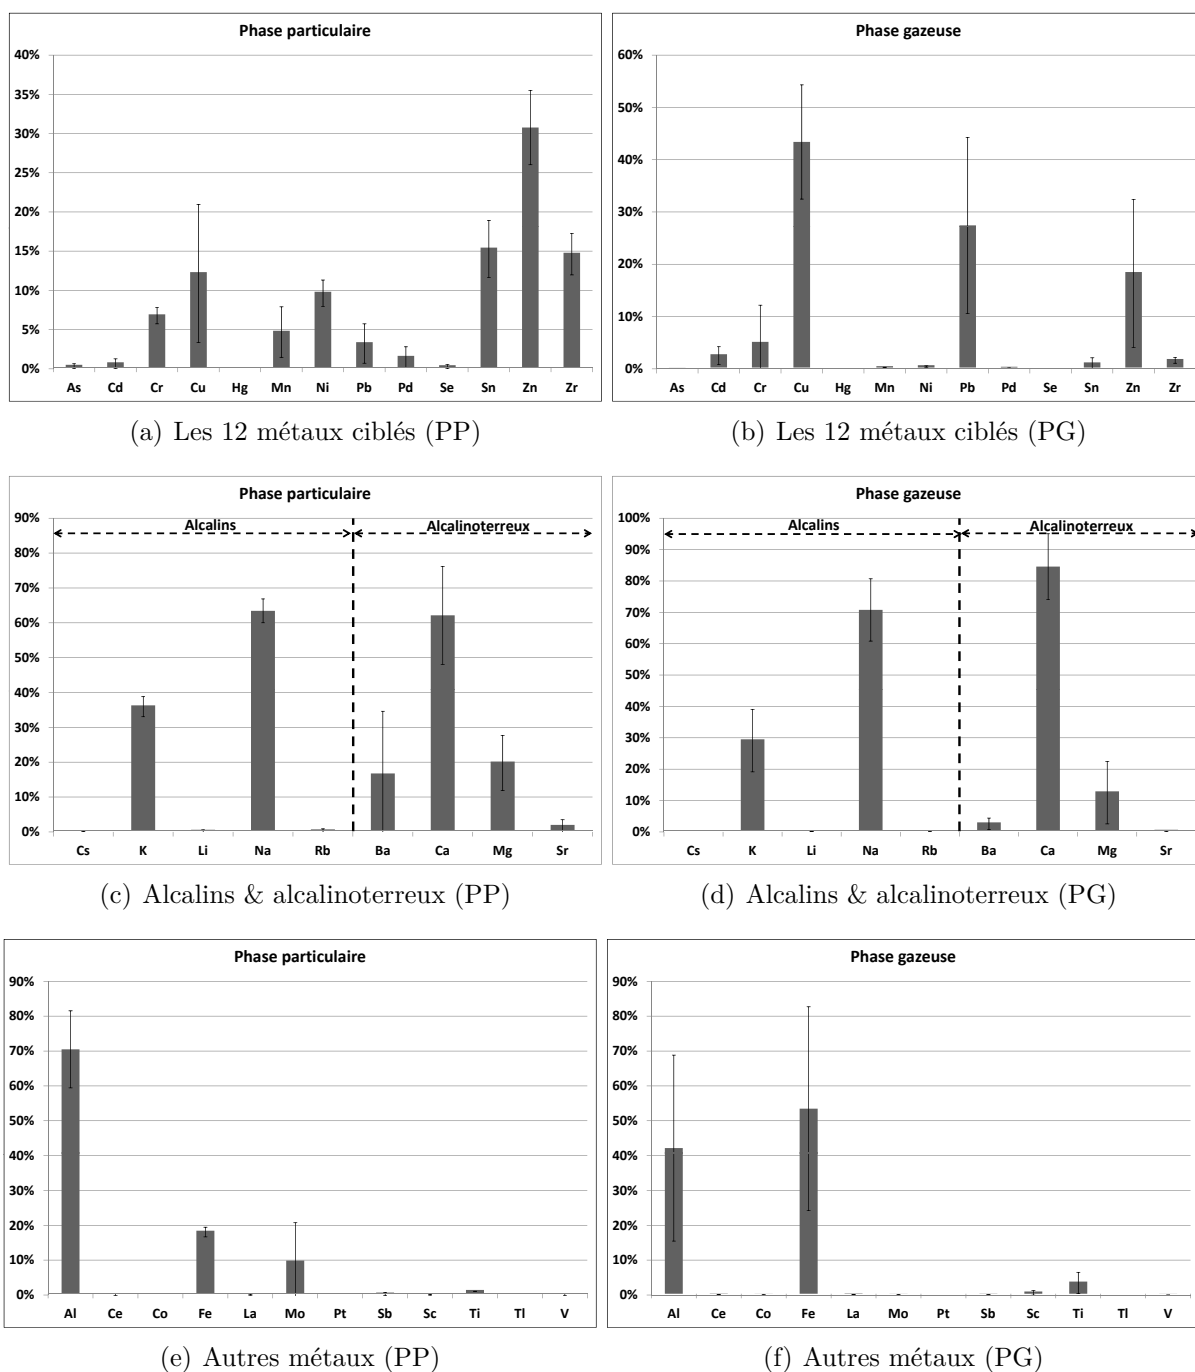 Phase particulaire
40%
35%
30%
25%
20%
15%
10%
5%
0%
As Cd Cr Cu Hg Mn Ni Pb Pd Se Sn Zn Zr
(a) Les 12 métaux ciblés (PP)
Phase gazeuse
60%
50%
40%
30%
20%
10%
0%
As Cd Cr Cu Hg Mn Ni Pb Pd Se Sn Zn Zr
(b) Les 12 métaux ciblés (PG)
Phase particulaire
90%
Alcalins Alcalinoterreux
80%
70%
60%
50%
40%
30%
20%
10%
0%
Cs K Li Na Rb Ba Ca Mg Sr
(c) Alcalins & alcalinoterreux (PP)
Phase gazeuse
100%
Alcalins Alcalinoterreux
90%
80%
70%
60%
50%
40%
30%
20%
10%
0%
Cs K Li Na Rb Ba Ca Mg Sr
(d) Alcalins & alcalinoterreux (PG)
Phase particulaire
90%
80%
70%
60%
50%
40%
30%
20%
10%
0%
Al Ce Co Fe La Mo Pt Sb Sc Ti Tl V
(e) Autres métaux (PP)
Phase gazeuse
90%
80%
70%
60%
50%
40%
30%
20%
10%
0%
Al Ce Co Fe La Mo Pt Sb Sc Ti Tl V
(f) Autres métaux (PG)